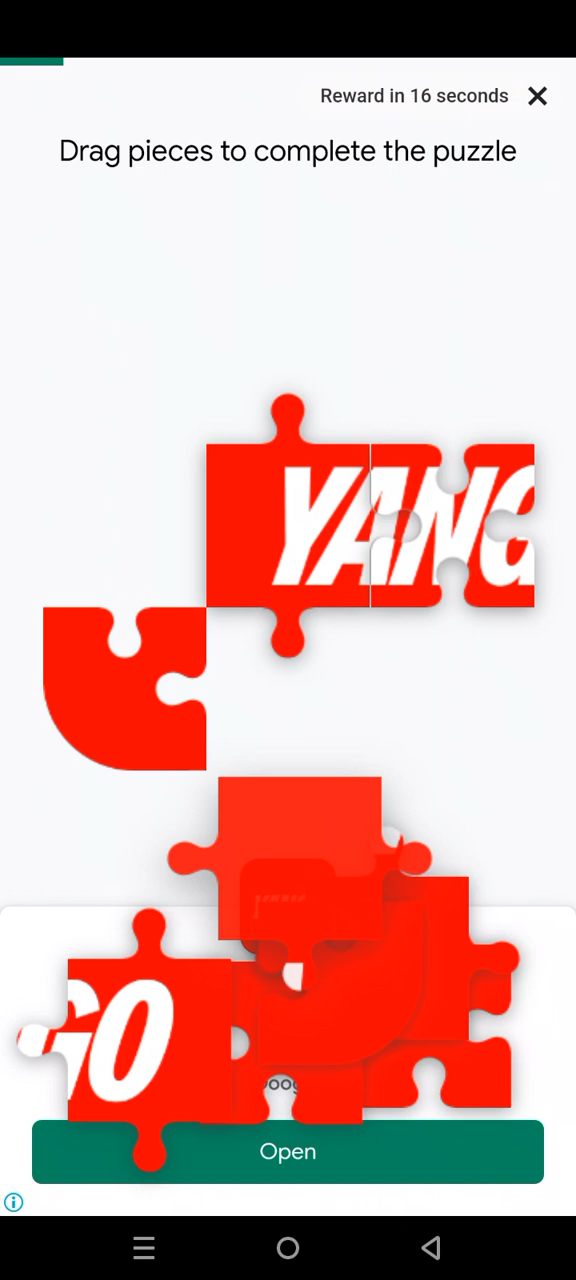 Reward in 16 seconds
Drag pieces to complete the puzzle
YANG
GO
Open